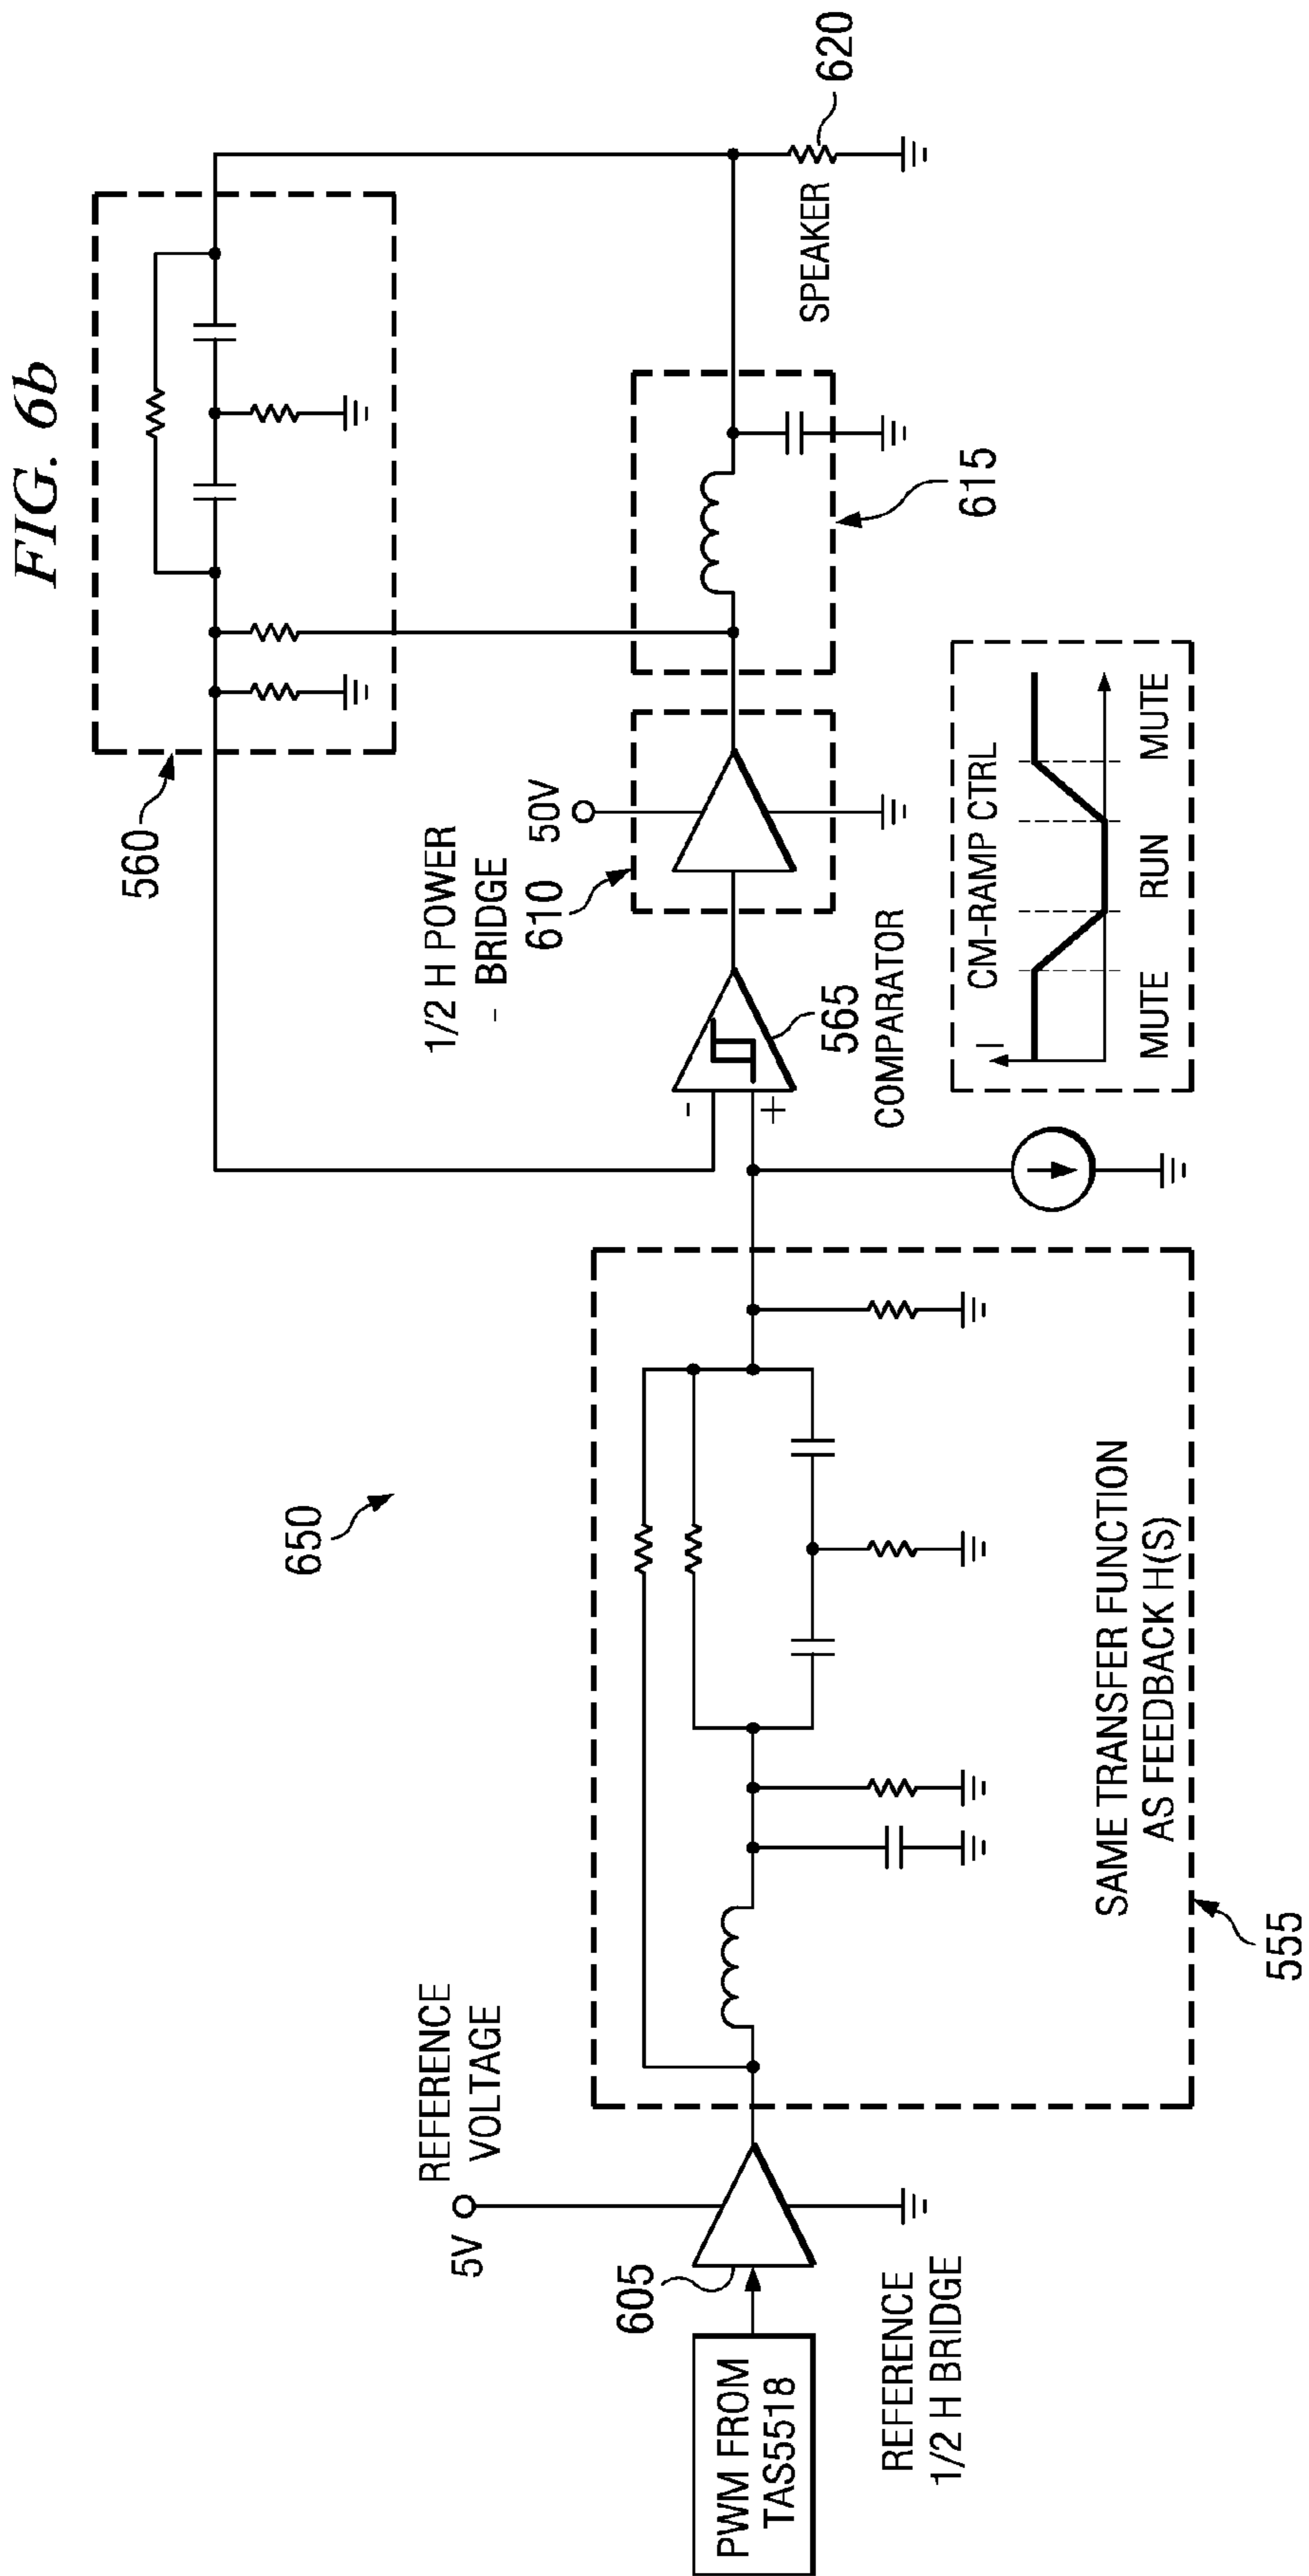 FIG. 6b
650
PWM FROM
TAS5518
605
REFERENCE
1/2 H BRIDGE
5V
REFERENCE
VOLTAGE
SAME TRANSFER FUNCTION
AS FEEDBACK H(S)
555
-
+
565
COMPARATOR
1/2 H POWER
- BRIDGE
610
50V
560
615
SPEAKER
620
CM-RAMP CTRL
I
MUTE
RUN
MUTE